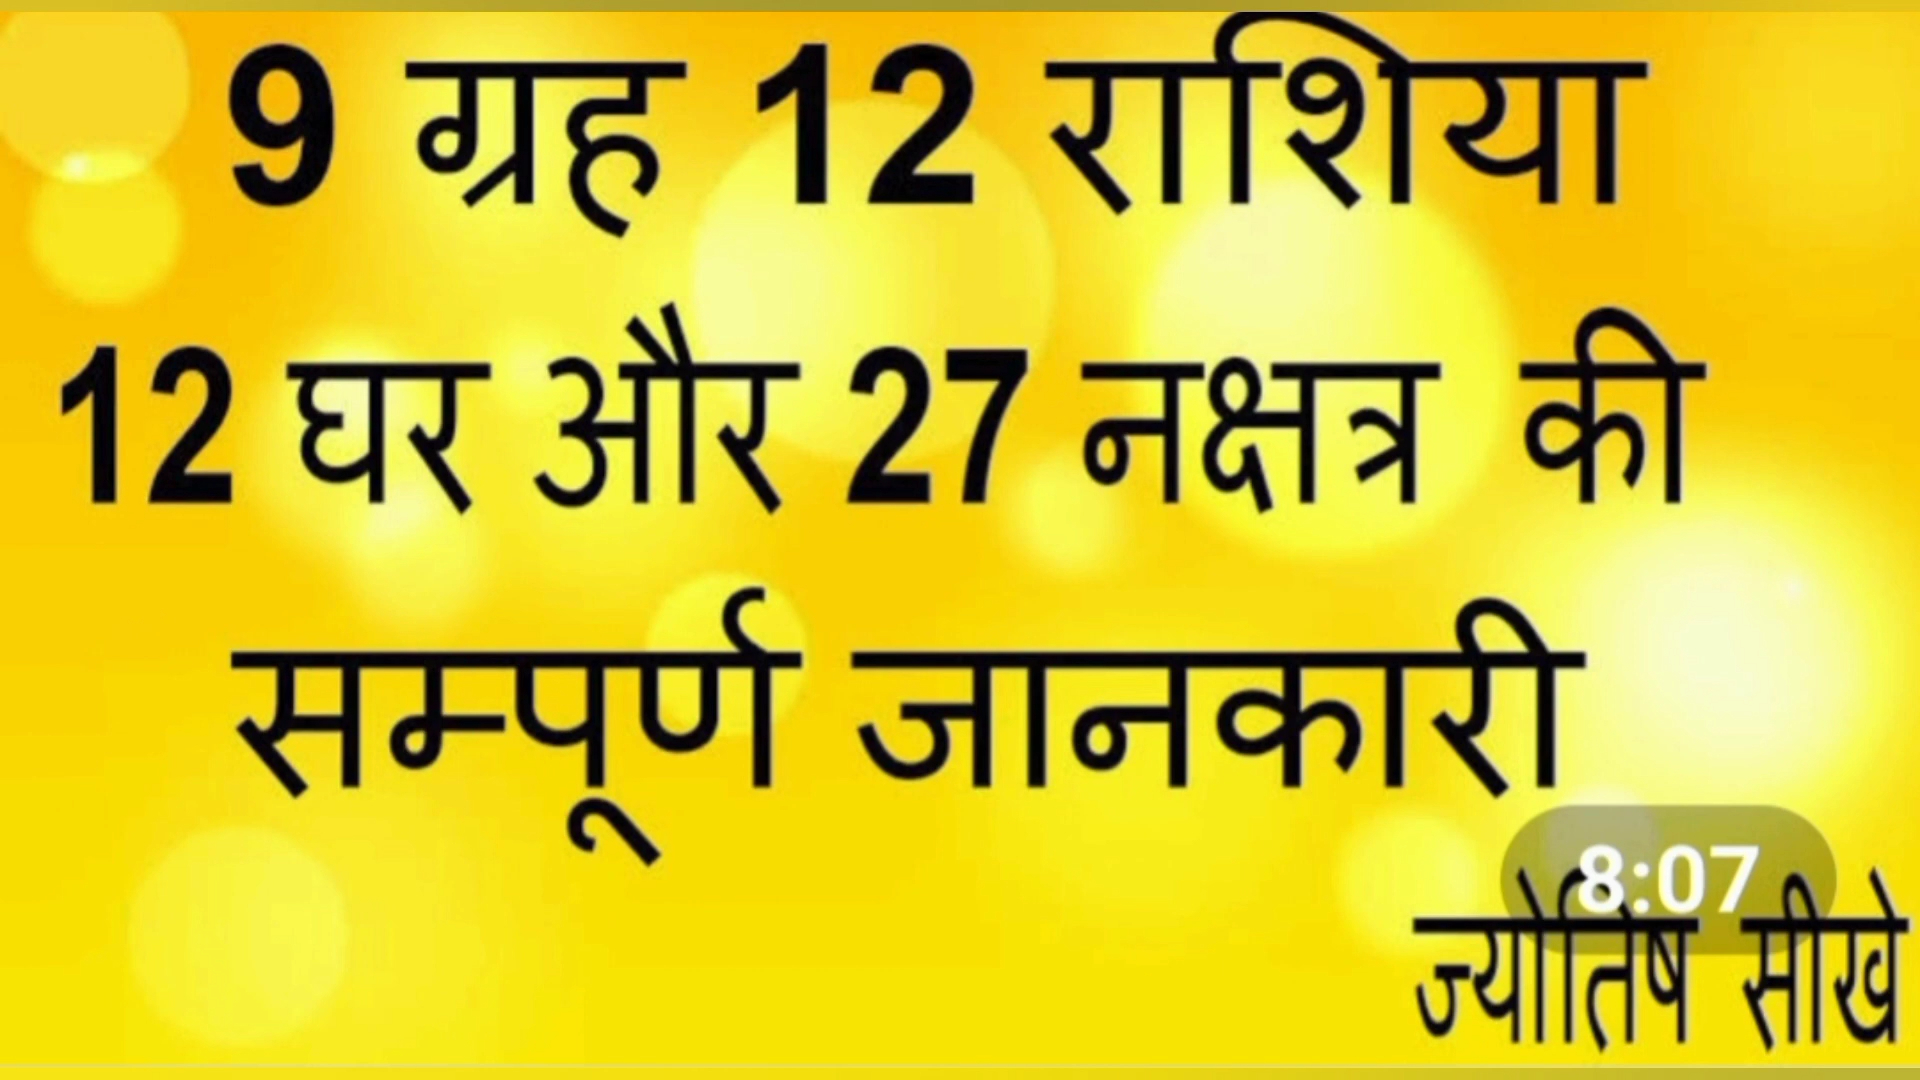 9 ग्रह 12 राशिया
12 घर और 27 नक्षत्र की
सम्पूर्ण जानकारी
8:07
ज्योतिष सीखे